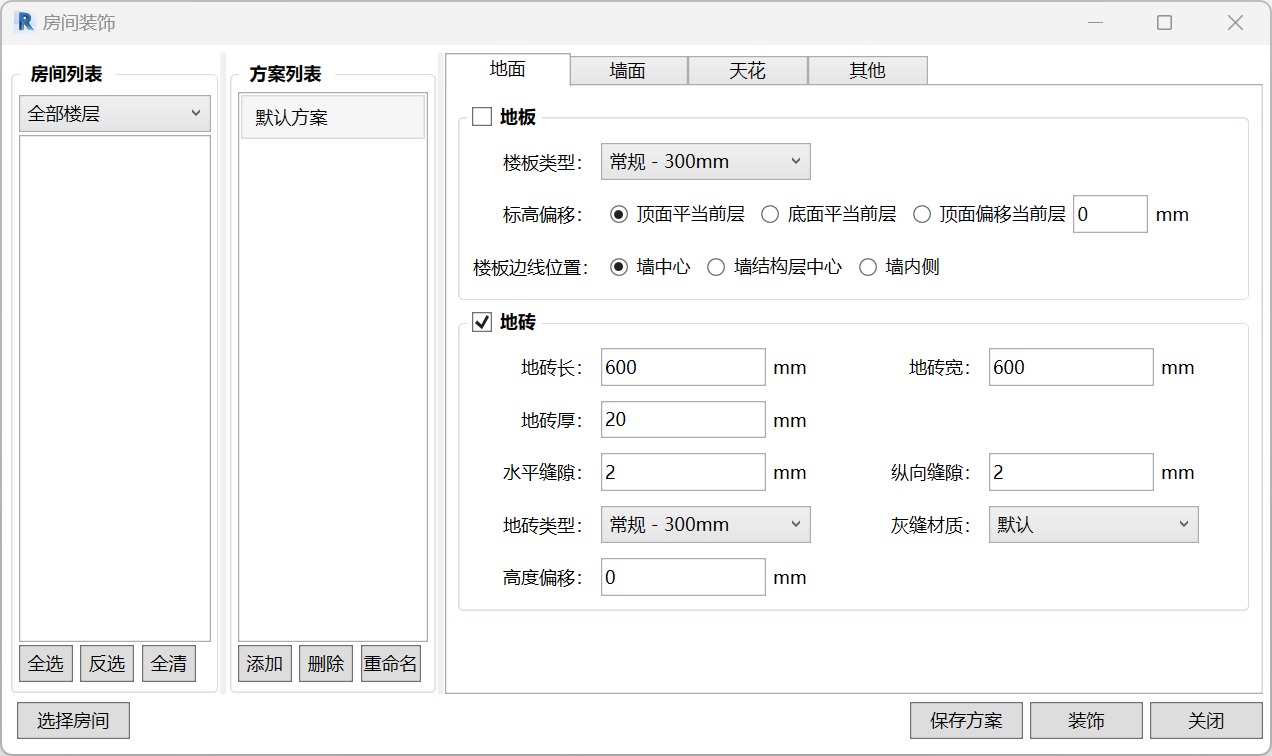 房间装饰
房间列表
全部楼层
全选 反选 全清
选择房间
方案列表
默认方案
添加 删除 重命名
地面 墙面 天花 其他
地板
楼板类型： 常规 - 300mm
标高偏移： 顶面平当前层 底面平当前层 顶面偏移当前层 0 mm
楼板边线位置： 墙中心 墙结构层中心 墙内侧
地砖
地砖长： 600 mm 地砖宽： 600 mm
地砖厚： 20 mm
水平缝隙： 2 mm 纵向缝隙： 2 mm
地砖类型： 常规 - 300mm 灰缝材质： 默认
高度偏移： 0 mm
保存方案 装饰 关闭